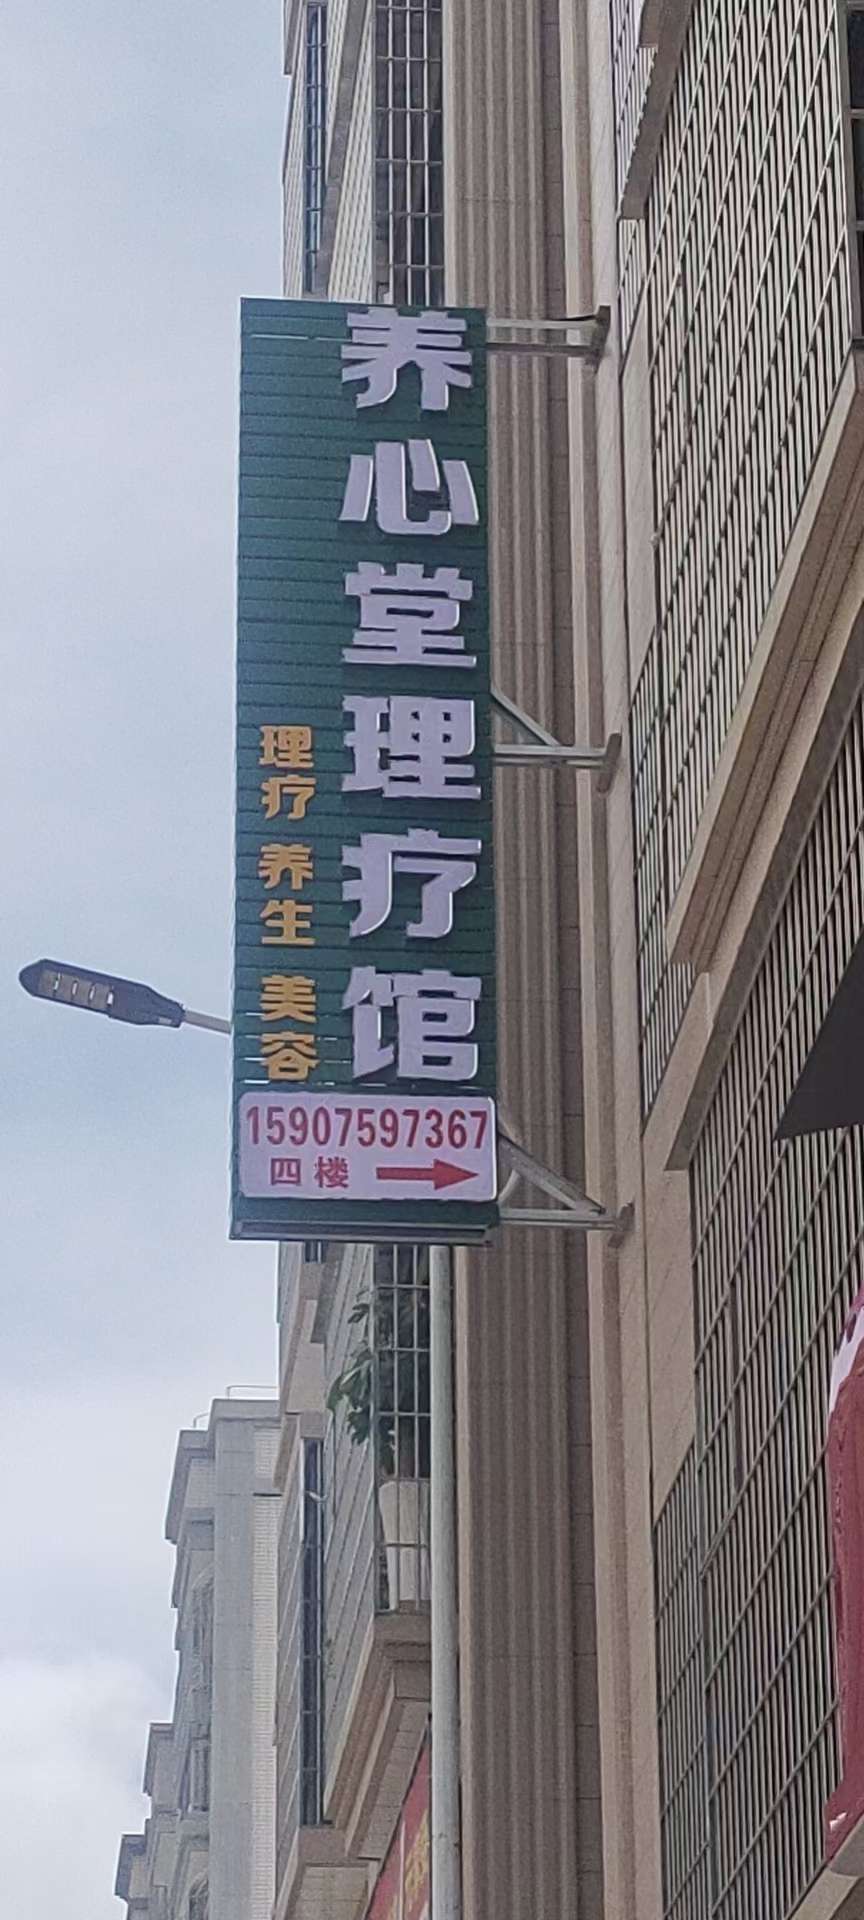 养心堂理疗馆
理疗 养生 美容
15907597367
四楼